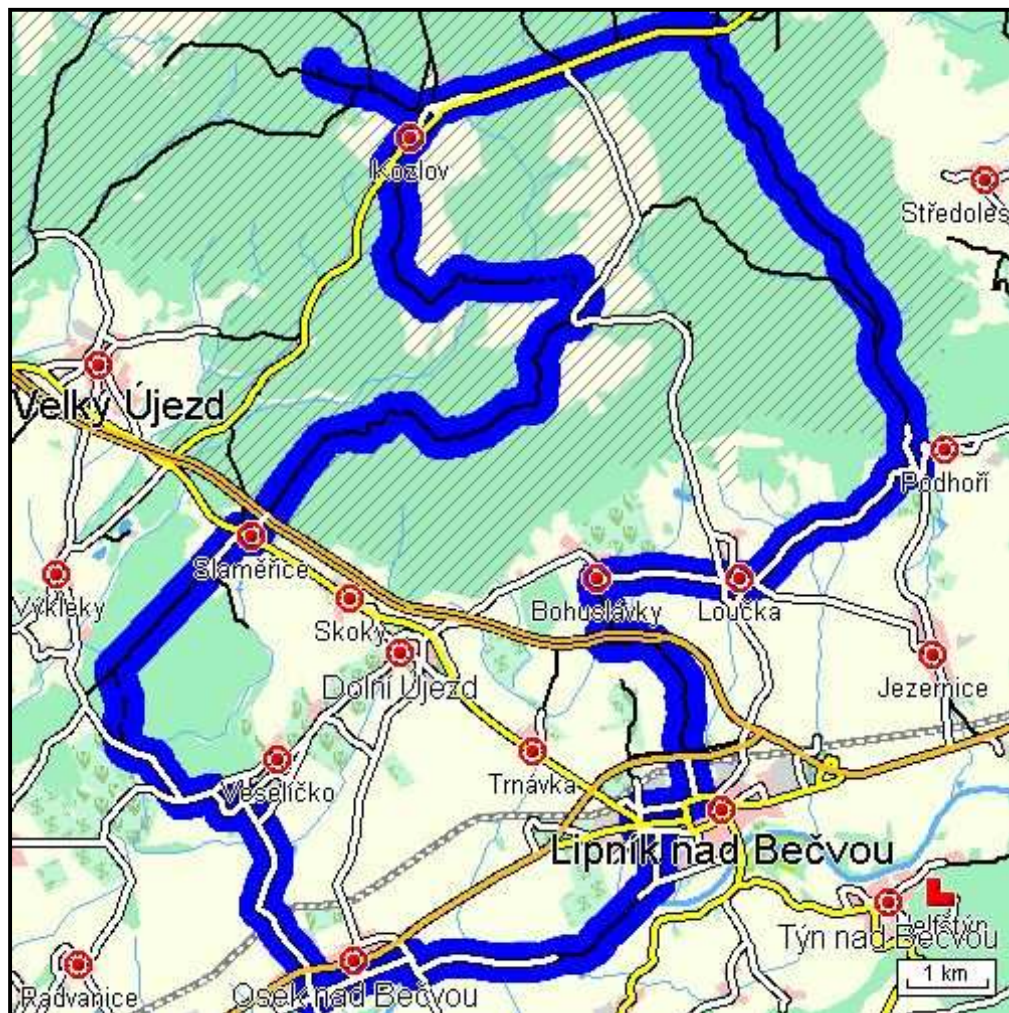 Kozlov
Středoles
Velký Újezd
Podhoří
Slaměřice
Výkleky
Bohuslávky
Loučka
Skoky
Dolní Újezd
Jezernice
Trnávka
Veselíčko
Lipník nad Bečvou
Helfštýn
Týn nad Bečvou
Radvanice
Osek nad Bečvou
1 km